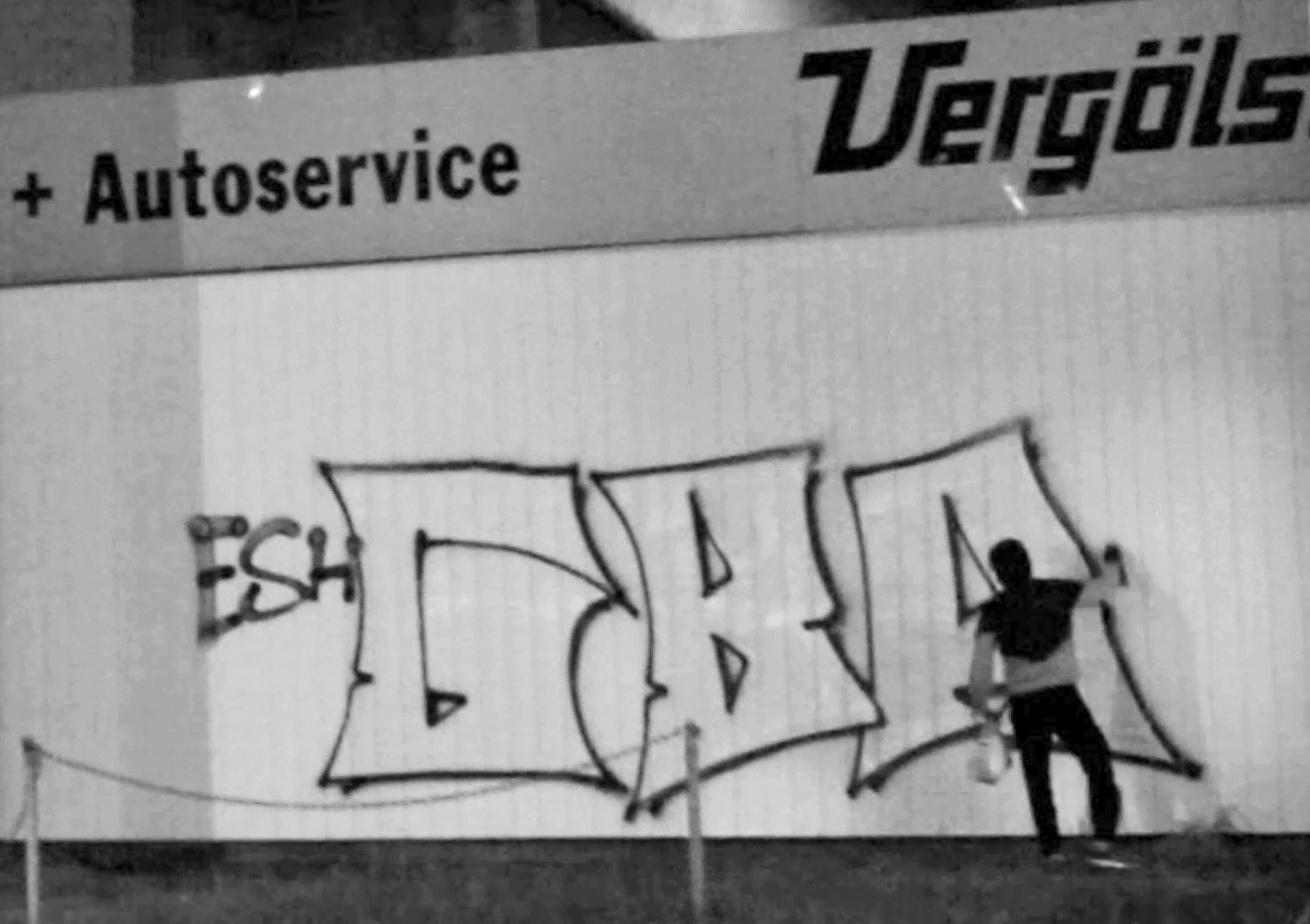 + Autoservice
Vergöls
ESH